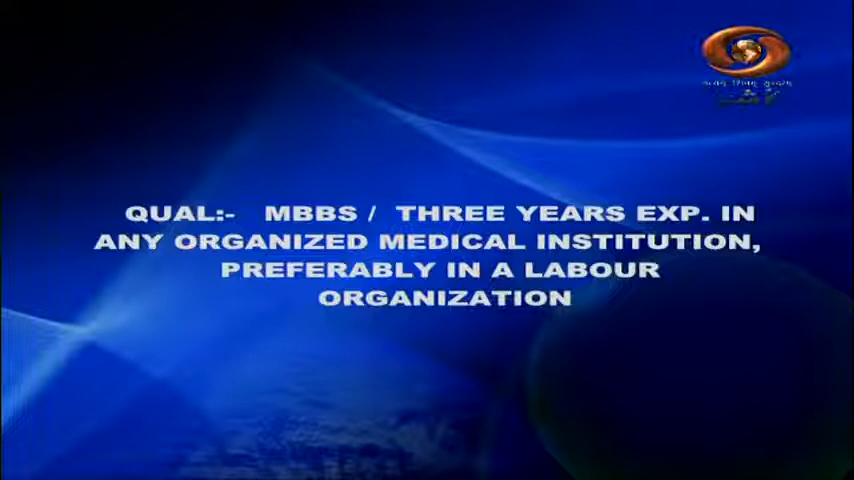 QUAL:- MBBS / THREE YEARS EXP. IN
ANY ORGANIZED MEDICAL INSTITUTION,
PREFERABLY IN A LABOUR
ORGANIZATION